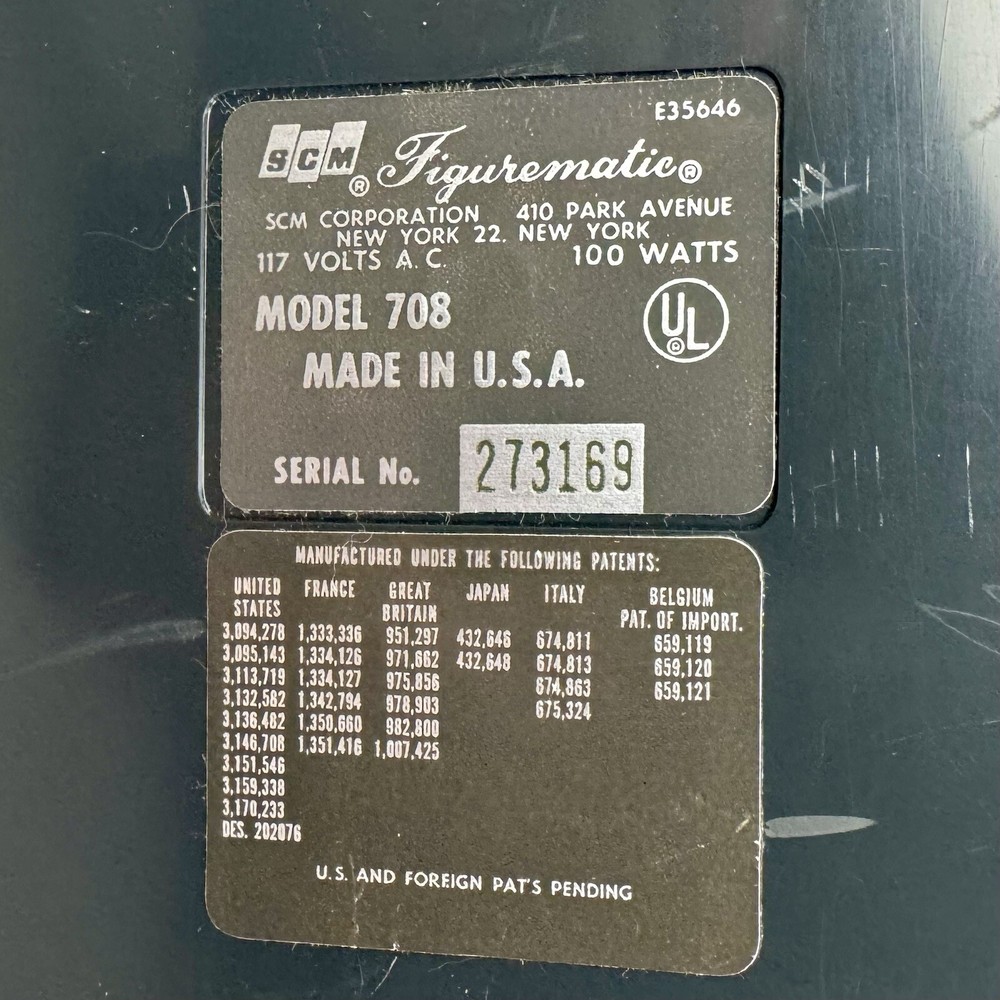 E35646
SCM® Figurematic®
SCM CORPORATION 410 PARK AVENUE
NEW YORK 22. NEW YORK
117 VOLTS A.C. 100 WATTS
MODEL 708
UL®
MADE IN U.S.A.
SERIAL No. 273169
MANUFACTURED UNDER THE FOLLOWING PATENTS:
UNITED STATES FRANCE GREAT BRITAIN JAPAN ITALY BELGIUM PAT. OF IMPORT.
3,094,278 1,333,336 951,297 432,646 674,811 659,119
3,095,143 1,334,126 971,662 432,648 674,813 659,120
3,113,719 1,334,127 975,856 674,863 659,121
3,132,582 1,342,794 978,903 675,324
3,136,482 1,350,660 982,800
3,146,708 1,351,416 1,007,425
3,151,546
3,159,338
3,170,233
DES. 202076
U.S. AND FOREIGN PAT'S PENDING